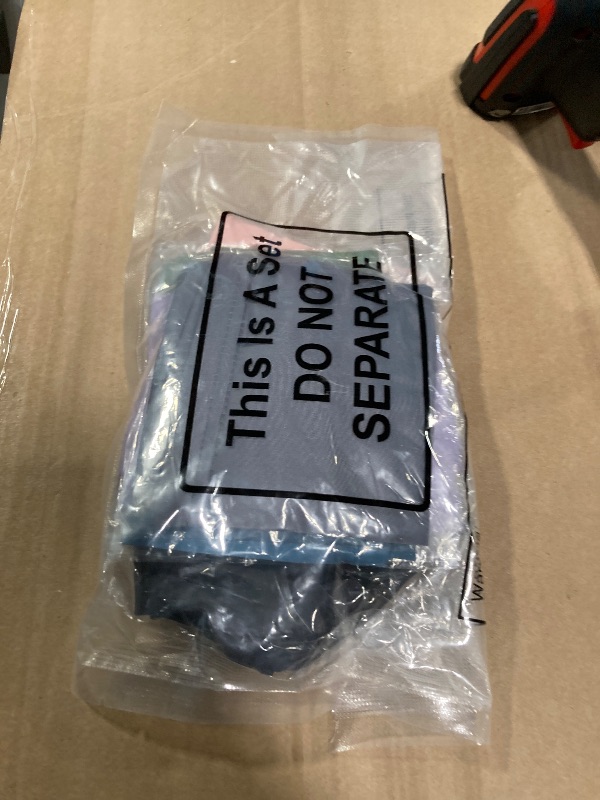 This Is A Set
DO NOT
SEPARATE